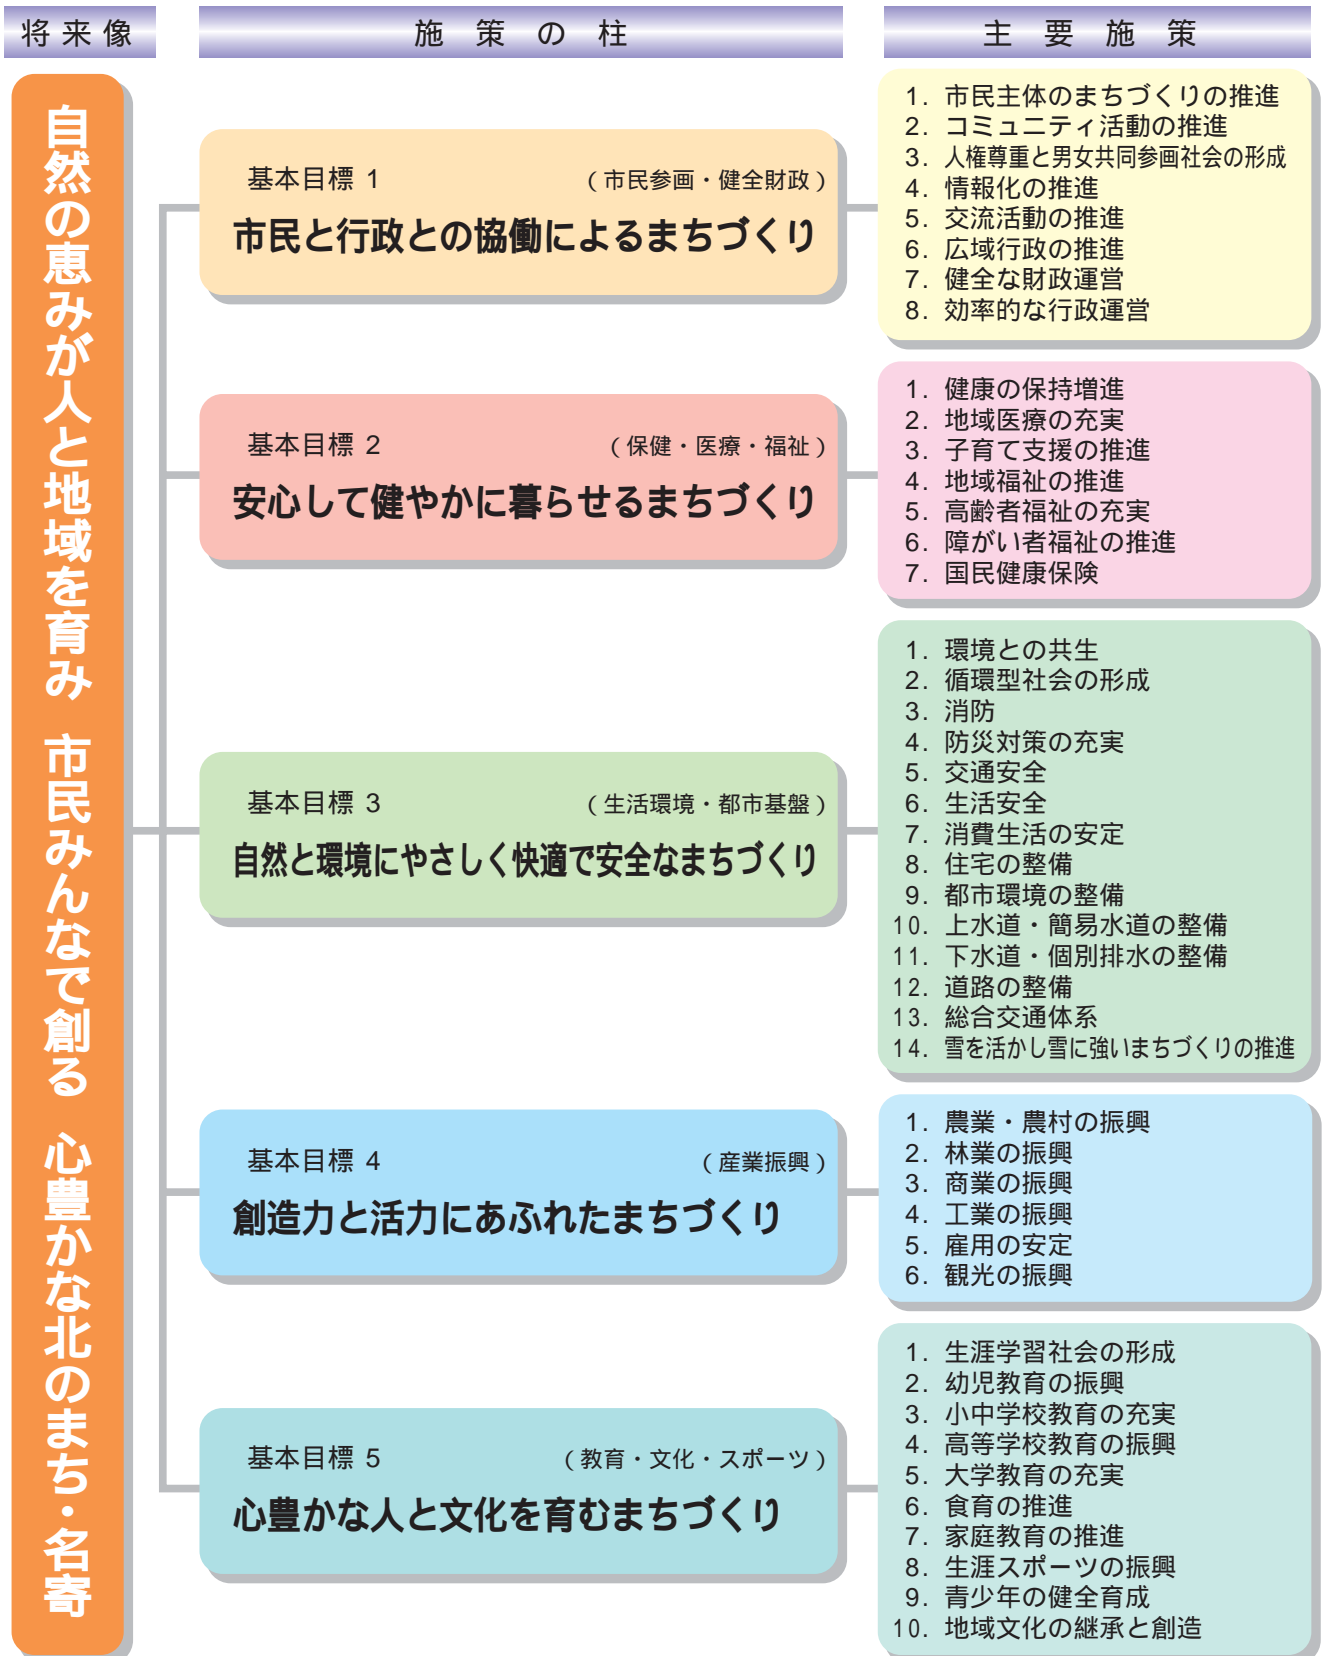 将来像
施策の柱
主要施策
自然の恵みが人と地域を育み 市民みんなで創る 心豊かな北のまち・名寄
基本目標 1 （市民参画・健全財政）
市民と行政との協働によるまちづくり
1. 市民主体のまちづくりの推進
2. コミュニティ活動の推進
3. 人権尊重と男女共同参画社会の形成
4. 情報化の推進
5. 交流活動の推進
6. 広域行政の推進
7. 健全な財政運営
8. 効率的な行政運営
基本目標 2 （保健・医療・福祉）
安心して健やかに暮らせるまちづくり
1. 健康の保持増進
2. 地域医療の充実
3. 子育て支援の推進
4. 地域福祉の推進
5. 高齢者福祉の充実
6. 障がい者福祉の推進
7. 国民健康保険
基本目標 3 （生活環境・都市基盤）
自然と環境にやさしく快適で安全なまちづくり
1. 環境との共生
2. 循環型社会の形成
3. 消防
4. 防災対策の充実
5. 交通安全
6. 生活安全
7. 消費生活の安定
8. 住宅の整備
9. 都市環境の整備
10. 上水道・簡易水道の整備
11. 下水道・個別排水の整備
12. 道路の整備
13. 総合交通体系
14. 雪を活かし雪に強いまちづくりの推進
基本目標 4 （産業振興）
創造力と活力にあふれたまちづくり
1. 農業・農村の振興
2. 林業の振興
3. 商業の振興
4. 工業の振興
5. 雇用の安定
6. 観光の振興
基本目標 5 （教育・文化・スポーツ）
心豊かな人と文化を育むまちづくり
1. 生涯学習社会の形成
2. 幼児教育の振興
3. 小中学校教育の充実
4. 高等学校教育の振興
5. 大学教育の充実
6. 食育の推進
7. 家庭教育の推進
8. 生涯スポーツの振興
9. 青少年の健全育成
10. 地域文化の継承と創造